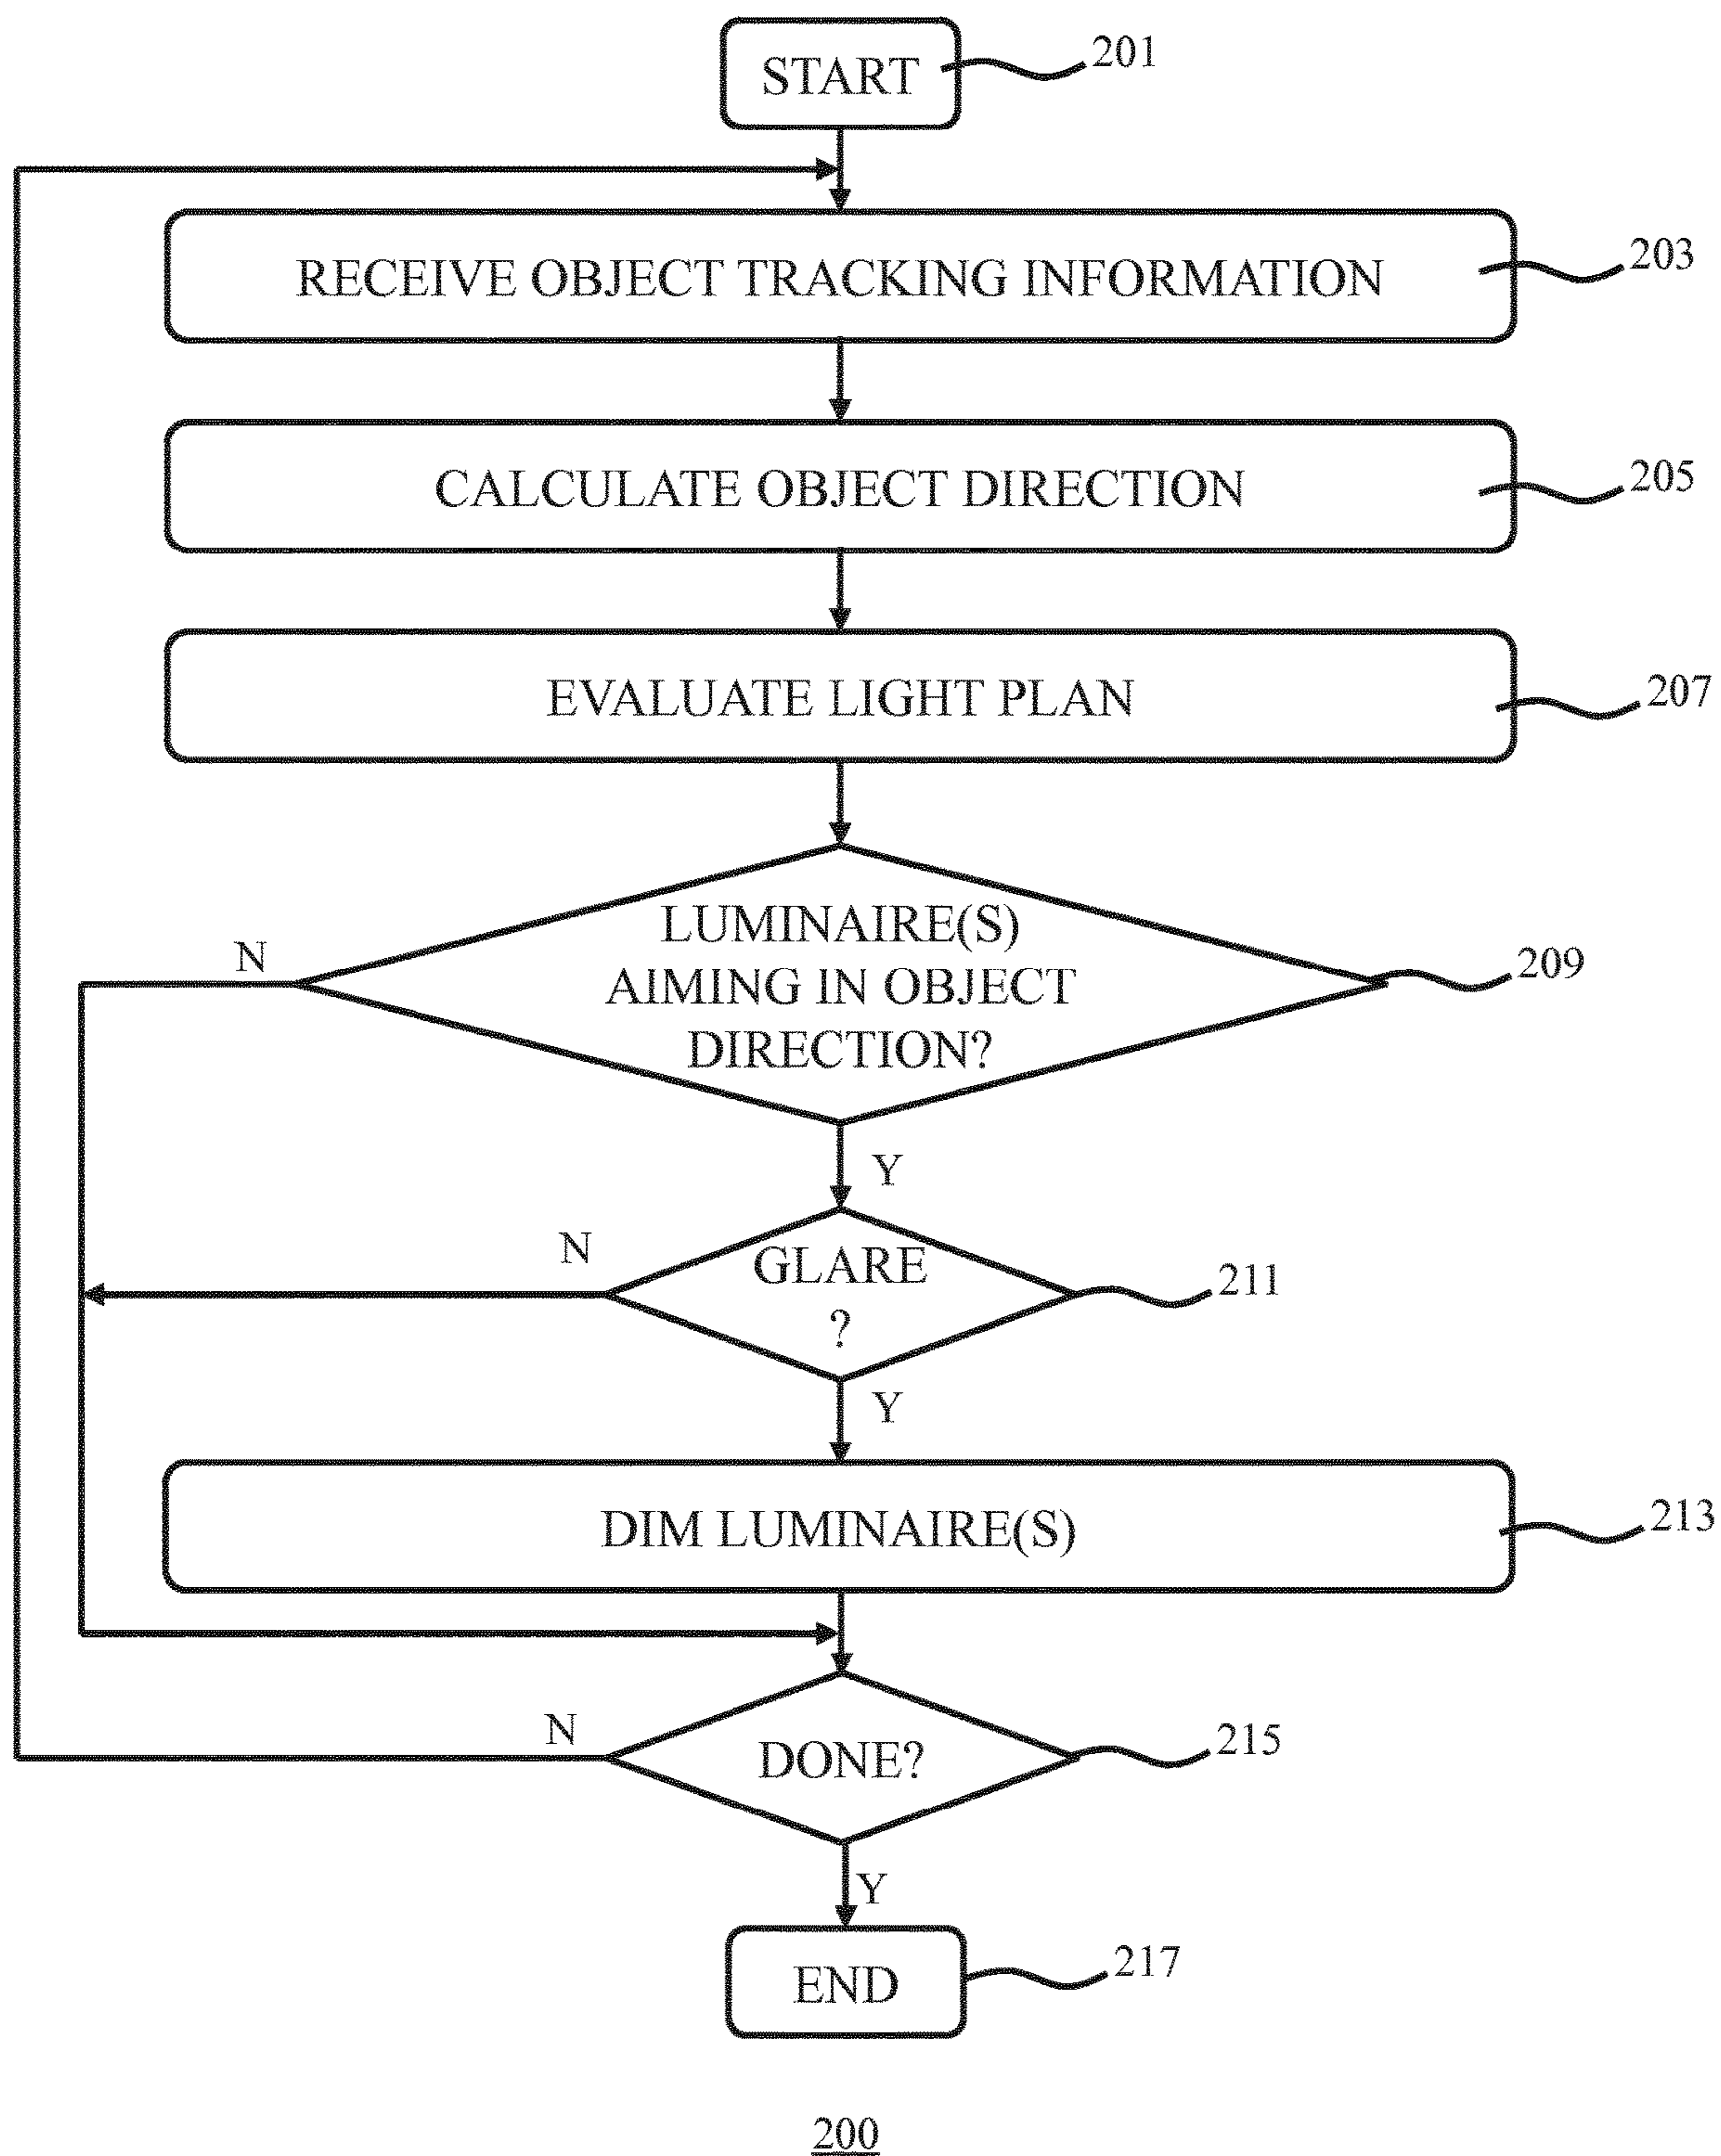 START
201
RECEIVE OBJECT TRACKING INFORMATION
203
CALCULATE OBJECT DIRECTION
205
EVALUATE LIGHT PLAN
207
LUMINAIRE(S)
AIMING IN OBJECT
DIRECTION?
N
209
Y
GLARE
?
N
211
Y
DIM LUMINAIRE(S)
213
DONE?
N
215
Y
END
217
200